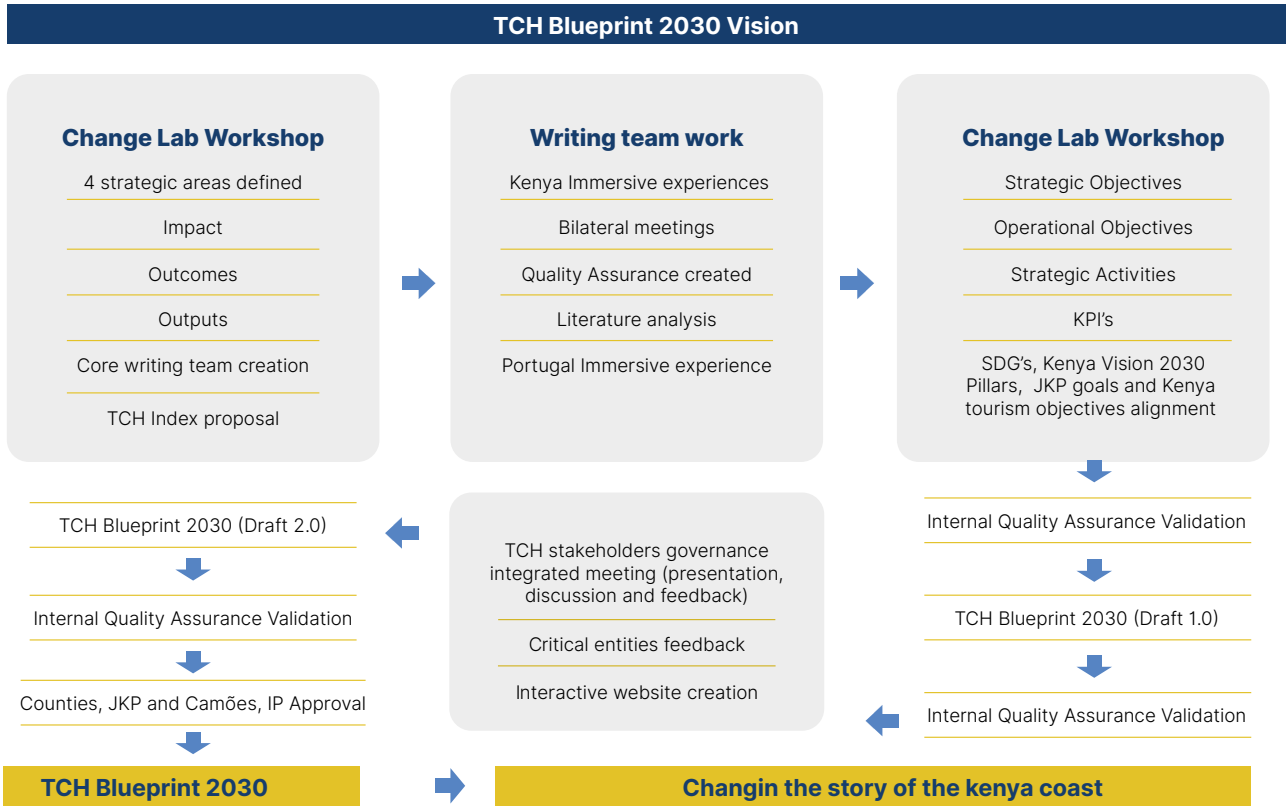 TCH Blueprint 2030 Vision
Change Lab Workshop
4 strategic areas defined
Impact
Outcomes
Outputs
Core writing team creation
TCH Index proposal
Writing team work
Kenya Immersive experiences
Bilateral meetings
Quality Assurance created
Literature analysis
Portugal Immersive experience
Change Lab Workshop
Strategic Objectives
Operational Objectives
Strategic Activities
KPI's
SDG's, Kenya Vision 2030
Pillars, JKP goals and Kenya
tourism objectives alignment
Internal Quality Assurance Validation
TCH Blueprint 2030 (Draft 1.0)
Internal Quality Assurance Validation
TCH stakeholders governance
integrated meeting (presentation,
discussion and feedback)
Critical entities feedback
Interactive website creation
TCH Blueprint 2030 (Draft 2.0)
Internal Quality Assurance Validation
Counties, JKP and Camões, IP Approval
TCH Blueprint 2030
Changin the story of the kenya coast